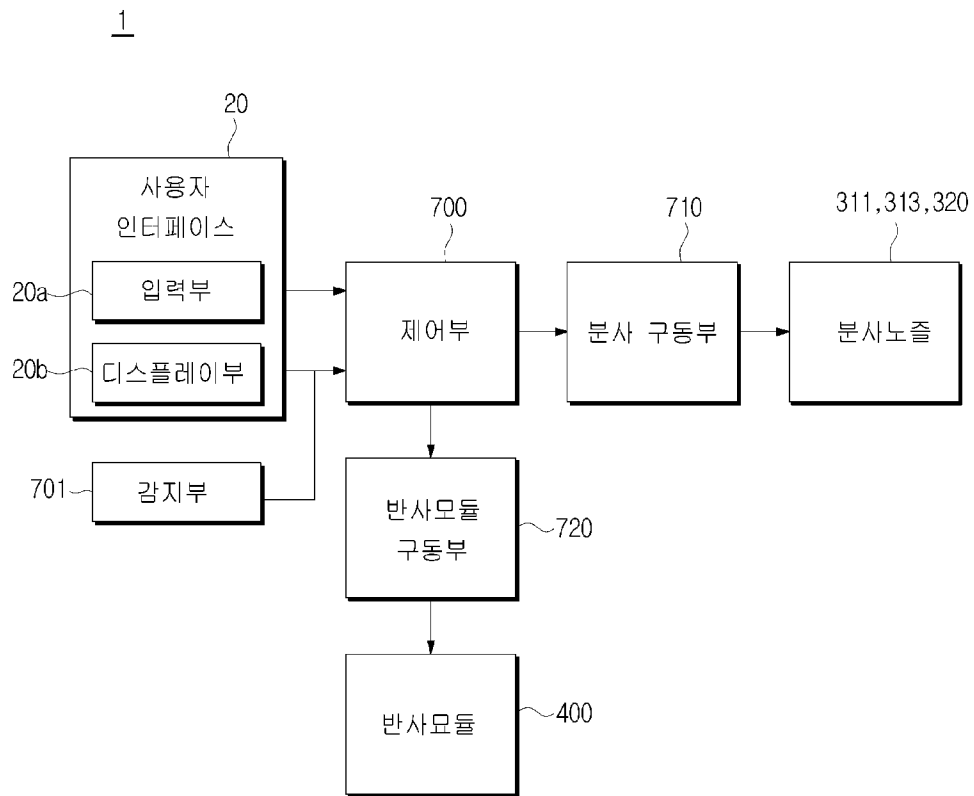 1
20
사용자
인터페이스
20a
입력부
20b
디스플레이부
701
감지부
700
제어부
710
분사 구동부
311,313,320
분사노즐
반사모듈
구동부
720
반사묘듈
400